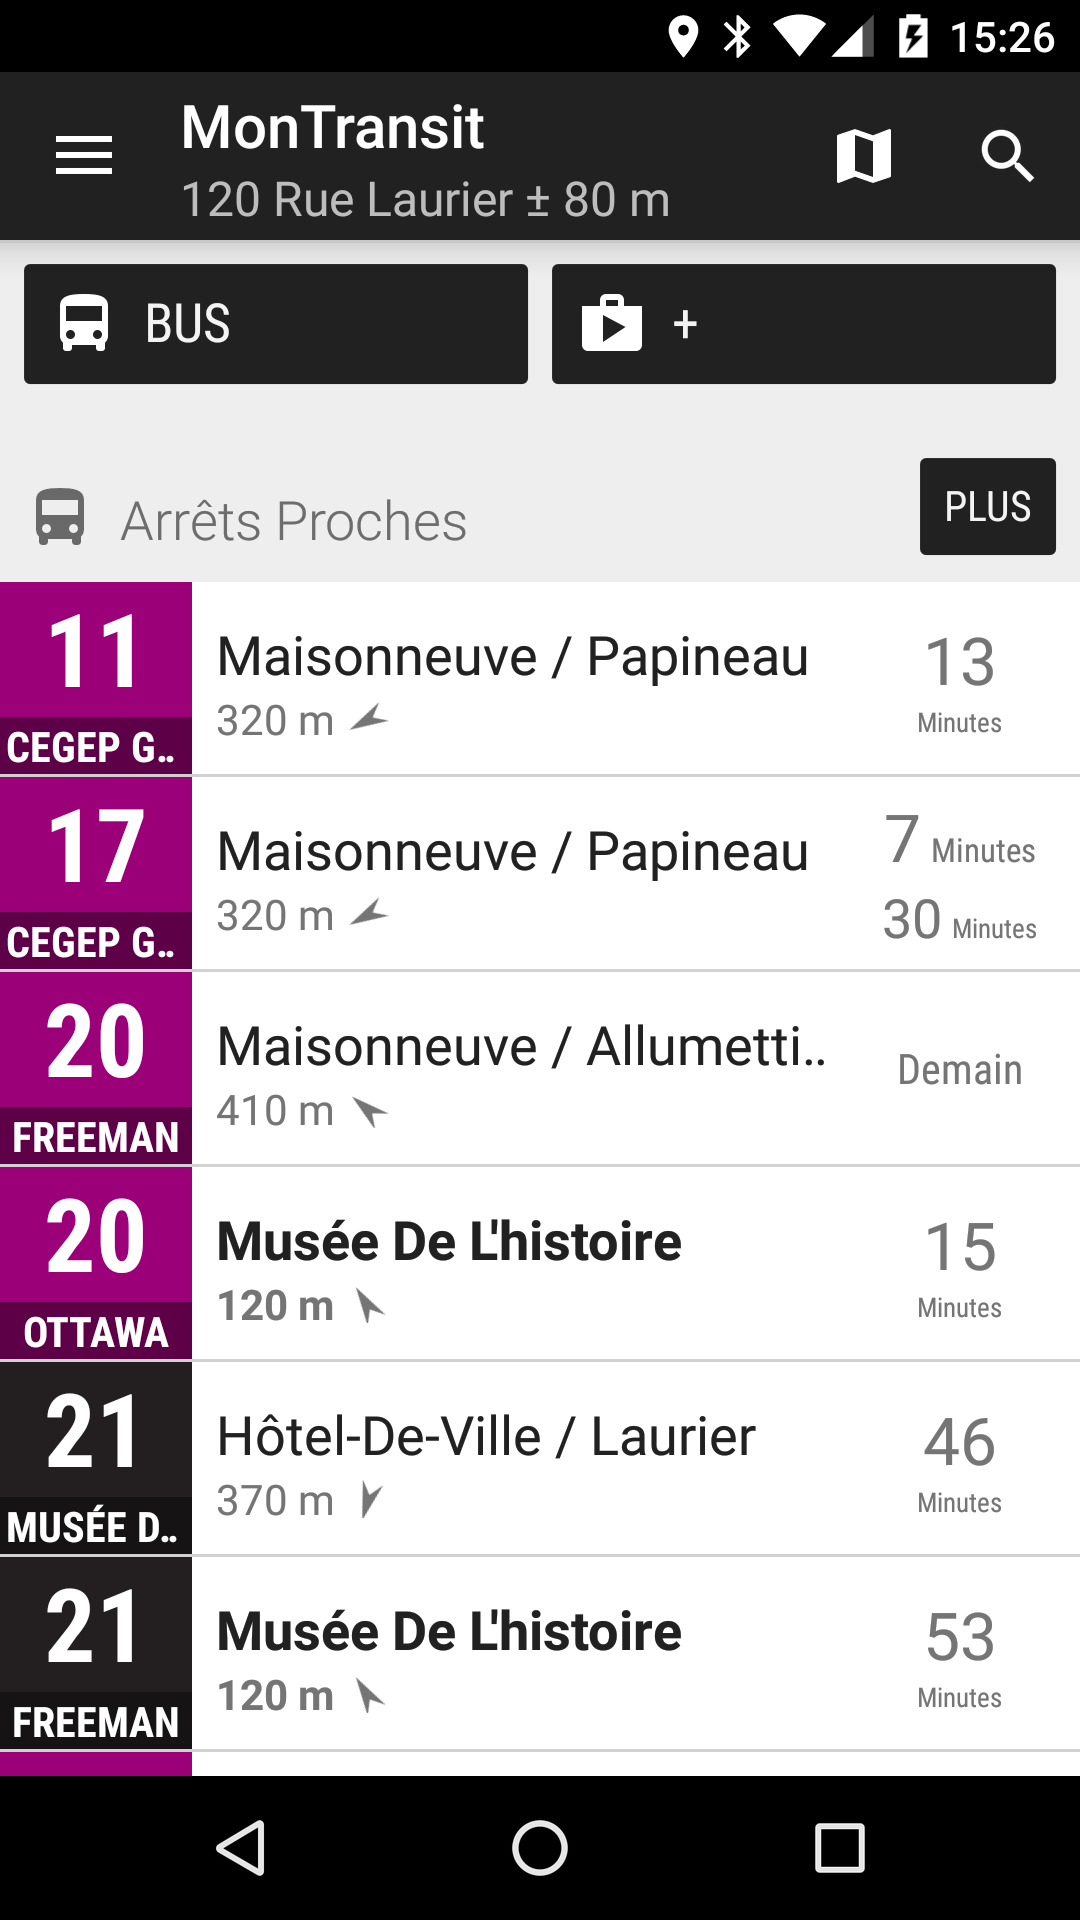 15:26
MonTransit
120 Rue Laurier ± 80 m
BUS
+
Arrêts Proches
PLUS
11
CEGEP G..
Maisonneuve / Papineau
320 m
13
Minutes
17
CEGEP G..
Maisonneuve / Papineau
320 m
7 Minutes
30 Minutes
20
FREEMAN
Maisonneuve / Allumetti..
410 m
Demain
20
OTTAWA
Musée De L'histoire
120 m
15
Minutes
21
MUSÉE D..
Hôtel-De-Ville / Laurier
370 m
46
Minutes
21
FREEMAN
Musée De L'histoire
120 m
53
Minutes